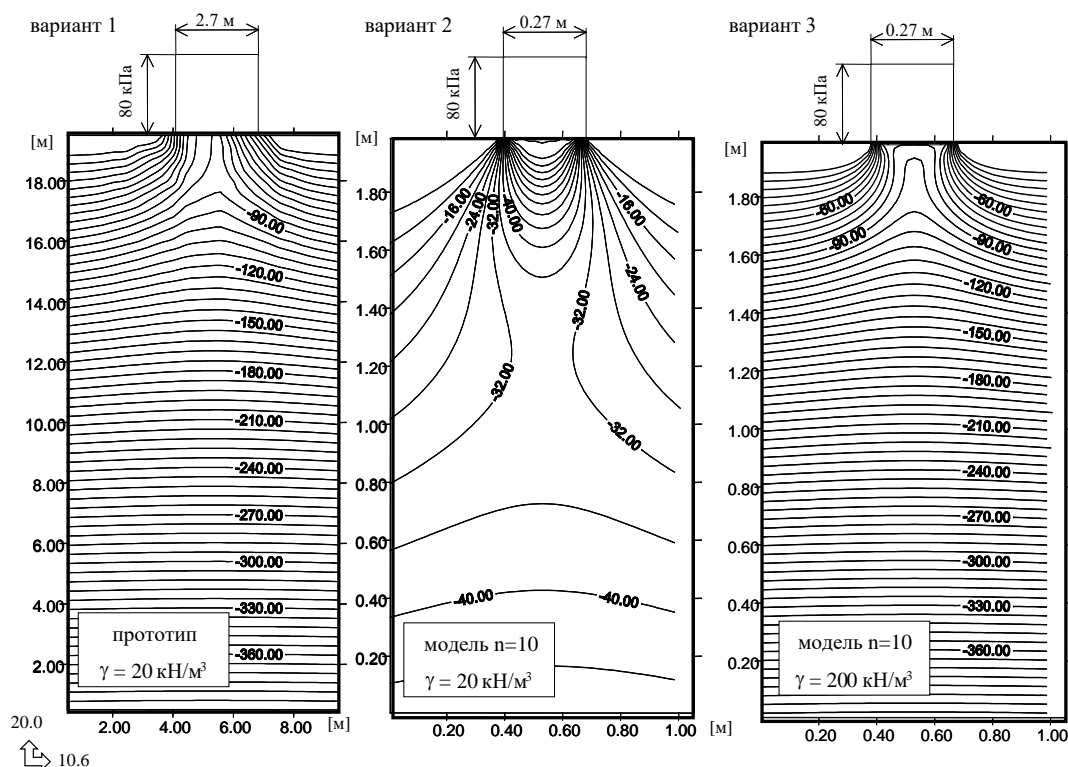 вариант 1
2.7 м
80 кПа
[м]
18.00
16.00
14.00
12.00
10.00
8.00
6.00
4.00
2.00
-90.00
-120.00
-150.00
-180.00
-210.00
-240.00
-270.00
-300.00
-330.00
-360.00
прототип
γ = 20 кН/м³
2.00 4.00 6.00 8.00 [м]
20.0
10.6
вариант 2
0.27 м
80 кПа
[м]
1.80
1.60
1.40
1.20
1.00
0.80
0.60
0.40
0.20
-16.00 -24.00 -32.00 -40.00 -16.00
-24.00
-32.00
-32.00
-32.00
-40.00 -40.00
модель n=10
γ = 20 кН/м³
0.20 0.40 0.60 0.80 1.00 [м]
вариант 3
0.27 м
80 кПа
[м]
1.80
1.60
1.40
1.20
1.00
0.80
0.60
0.40
0.20
-60.00 -60.00
-90.00 -90.00
-120.00
-150.00
-180.00
-210.00
-240.00
-270.00
-300.00
-330.00
-360.00
модель n=10
γ = 200 кН/м³
0.20 0.40 0.60 0.80 1.00